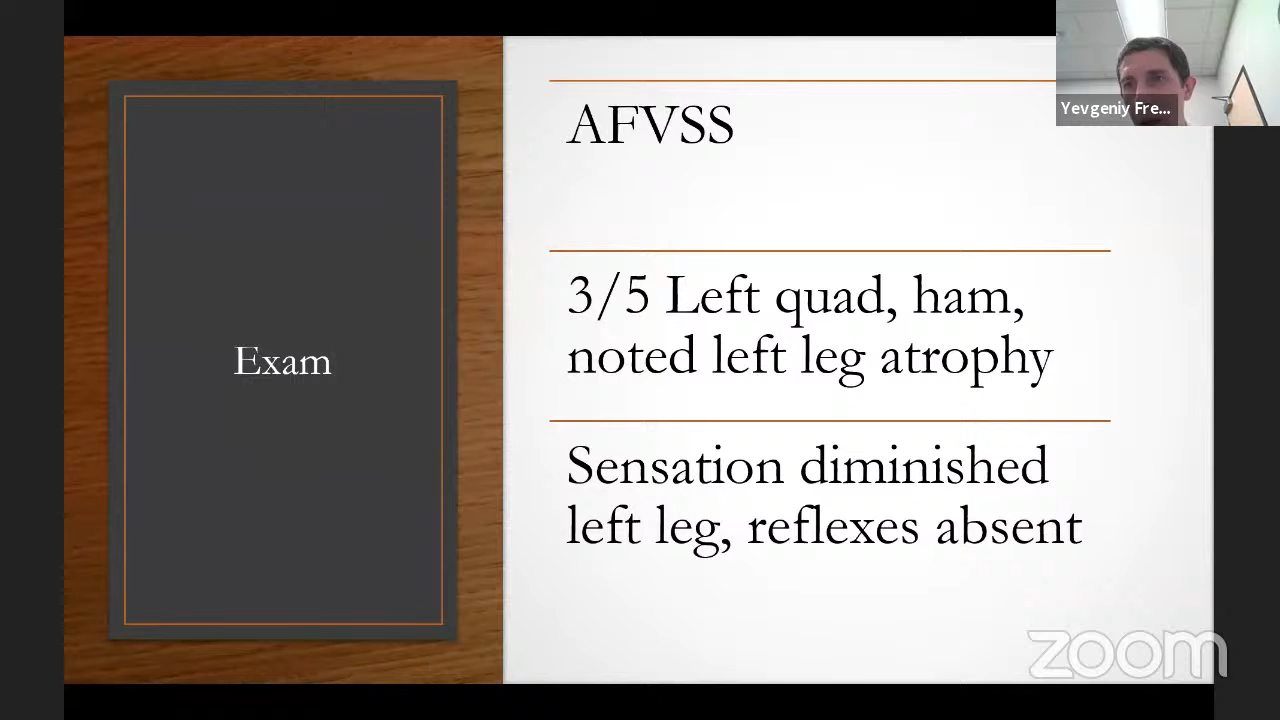 Exam
AFVSS
3/5 Left quad, ham,
noted left leg atrophy
Sensation diminished
left leg, reflexes absent
Yevgeniy Fre...
zoom